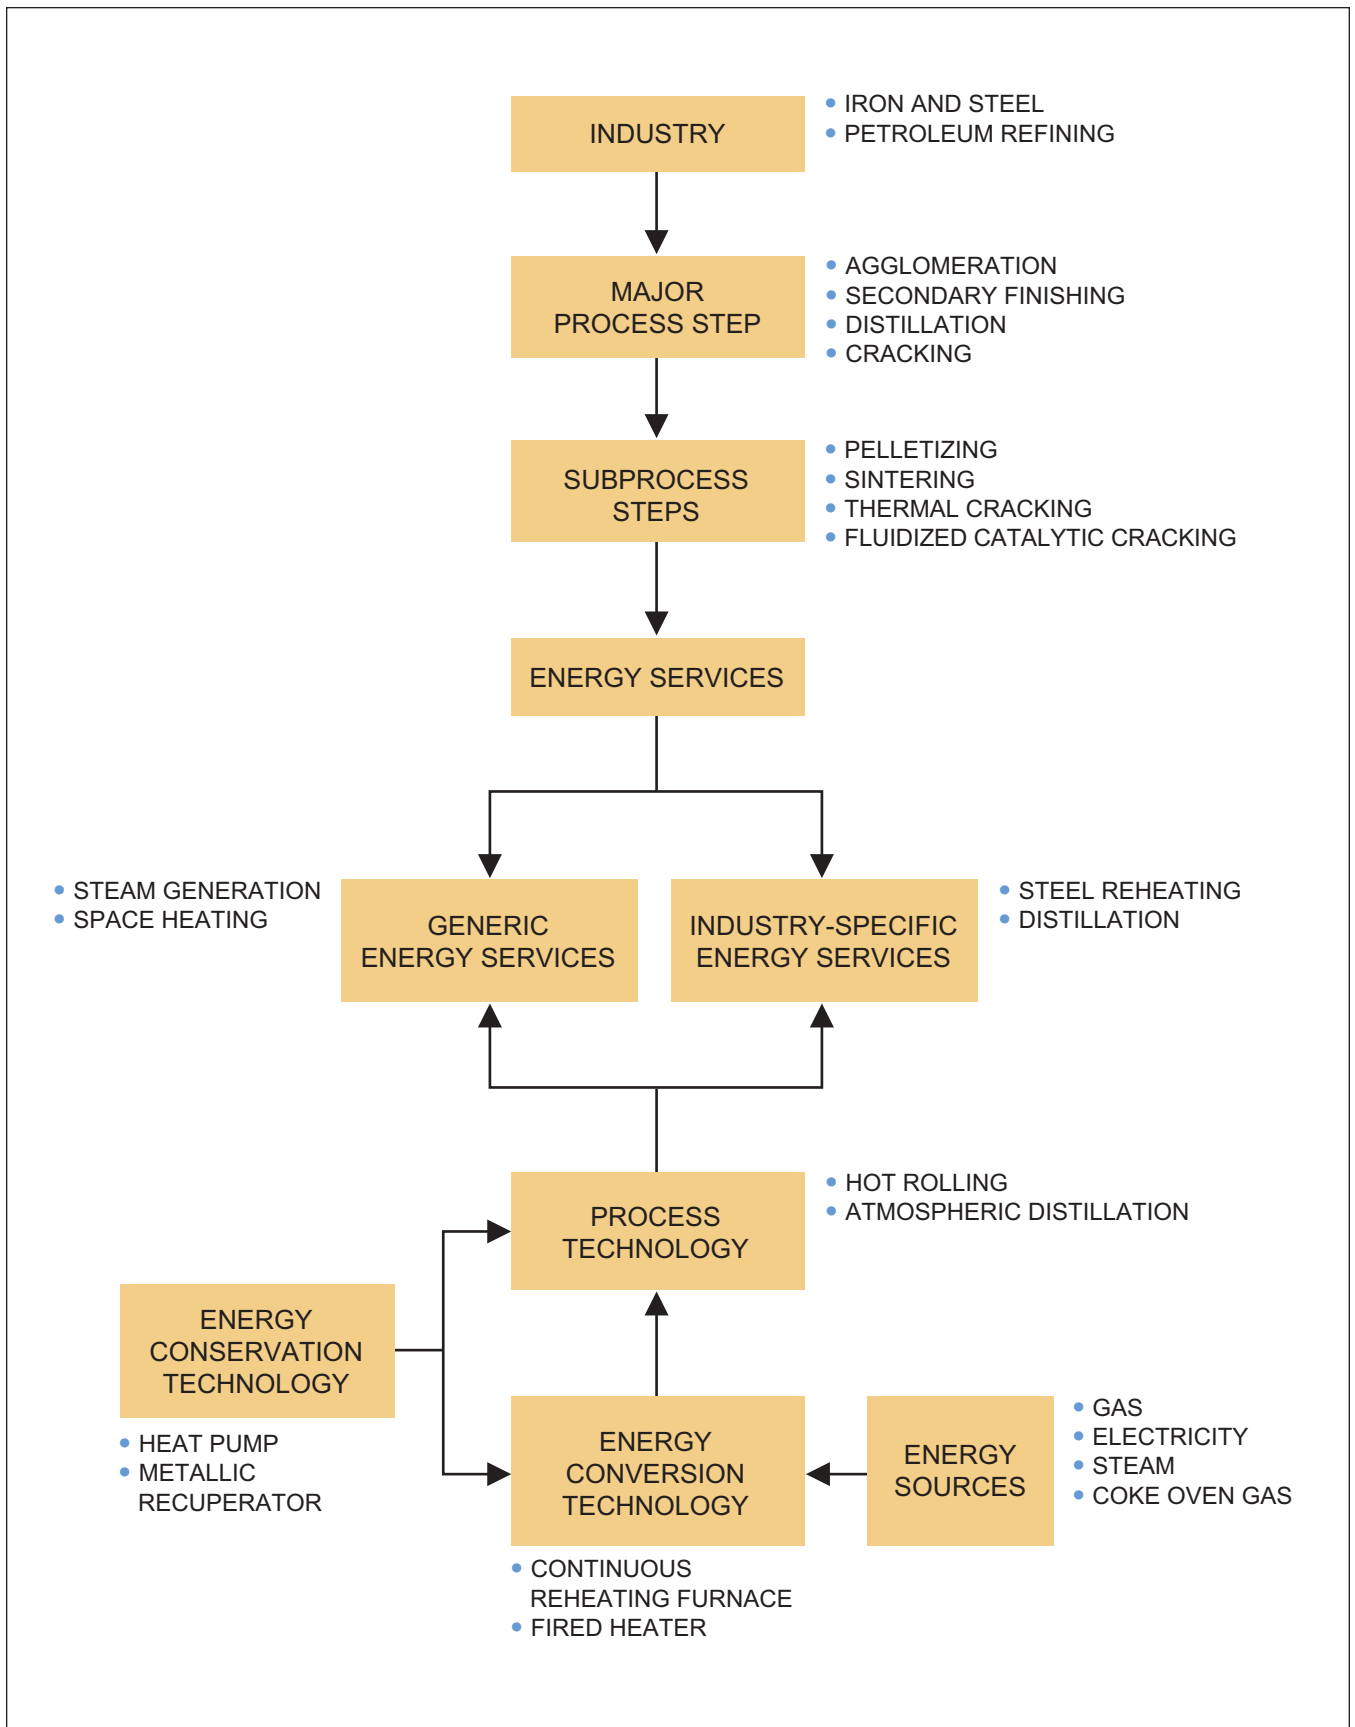 INDUSTRY
• IRON AND STEEL
• PETROLEUM REFINING
MAJOR
PROCESS STEP
• AGGLOMERATION
• SECONDARY FINISHING
• DISTILLATION
• CRACKING
SUBPROCESS
STEPS
• PELLETIZING
• SINTERING
• THERMAL CRACKING
• FLUIDIZED CATALYTIC CRACKING
ENERGY SERVICES
• STEAM GENERATION
• SPACE HEATING
GENERIC
ENERGY SERVICES
INDUSTRY-SPECIFIC
ENERGY SERVICES
• STEEL REHEATING
• DISTILLATION
PROCESS
TECHNOLOGY
• HOT ROLLING
• ATMOSPHERIC DISTILLATION
ENERGY
CONSERVATION
TECHNOLOGY
• HEAT PUMP
• METALLIC
RECUPERATOR
ENERGY
CONVERSION
TECHNOLOGY
• CONTINUOUS
REHEATING FURNACE
• FIRED HEATER
ENERGY
SOURCES
• GAS
• ELECTRICITY
• STEAM
• COKE OVEN GAS